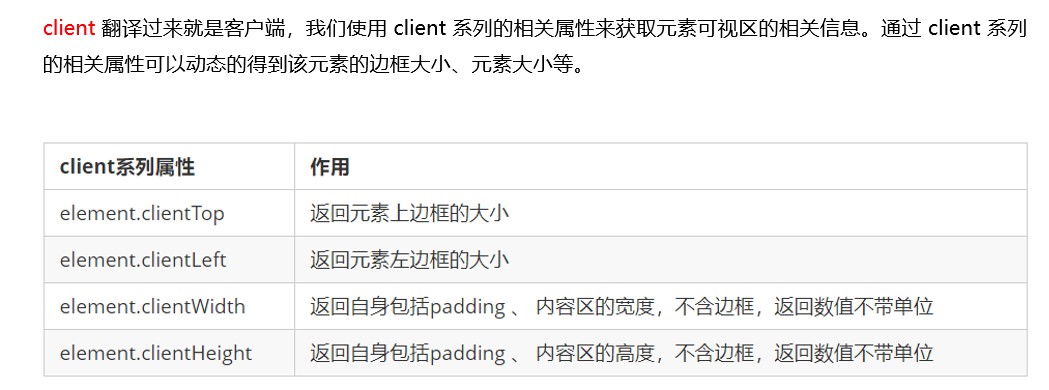 client 翻译过来就是客户端，我们使用 client 系列的相关属性来获取元素可视区的相关信息。通过 client 系列
的相关属性可以动态的得到该元素的边框大小、元素大小等。
client系列属性 作用
element.clientTop 返回元素上边框的大小
element.clientLeft 返回元素左边框的大小
element.clientWidth 返回自身包括padding 、 内容区的宽度，不含边框，返回数值不带单位
element.clientHeight 返回自身包括padding 、 内容区的高度，不含边框，返回数值不带单位